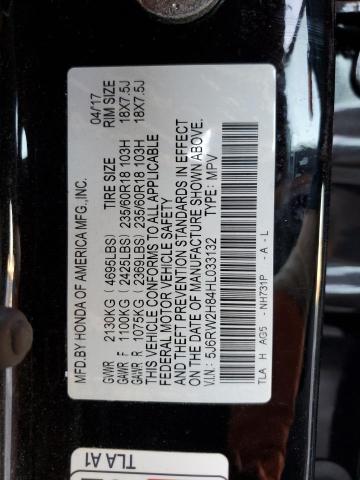 MFD.BY HONDA OF AMERICA MFG.,INC. 04/17
TIRE SIZE RIM SIZE
GVWR 2130KG (4695LBS)
GAWR F 1100KG (2425LBS) 235/60R18 103H 18X7.5J
GAWR R 1075KG (2369LBS) 235/60R18 103H 18X7.5J
THIS VEHICLE CONFORMS TO ALL APPLICABLE
FEDERAL MOTOR VEHICLE SAFETY
AND THEFT PREVENTION STANDARDS IN EFFECT
ON THE DATE OF MANUFACTURE SHOWN ABOVE.
V.I.N.: 5J6RW2H84HL033132 TYPE: MPV
TLA H AG5 - NH731P - A - L
TLA A1